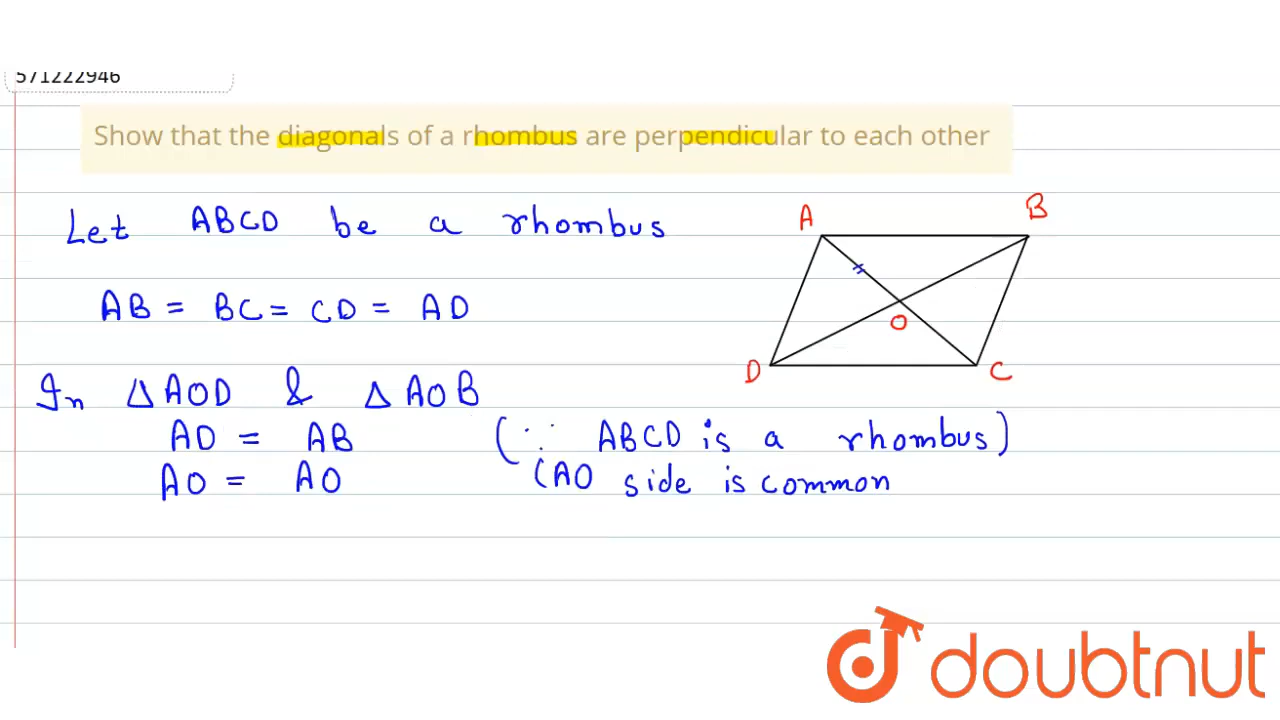 571222946
Show that the diagonals of a rhombus are perpendicular to each other
Let ABCD be a rhombus
AB = BC = CD = AD
In △AOD & △AOB
AD = AB (∵ ABCD is a rhombus)
AO = AO (AO side is common
A
B
O
D
C
doubtnut